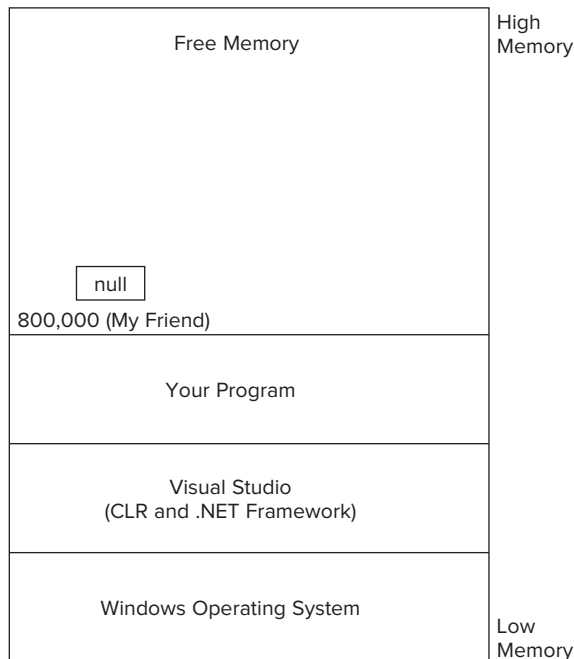 Free Memory
High
Memory
null
800,000 (My Friend)
Your Program
Visual Studio
(CLR and .NET Framework)
Windows Operating System
Low
Memory